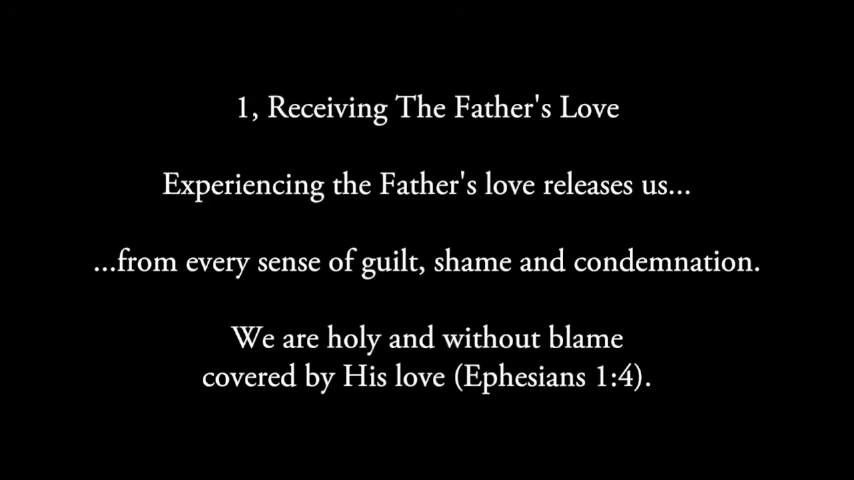 1, Receiving The Father's Love
Experiencing the Father's love releases us...
...from every sense of guilt, shame and condemnation.
We are holy and without blame
covered by His love (Ephesians 1:4).